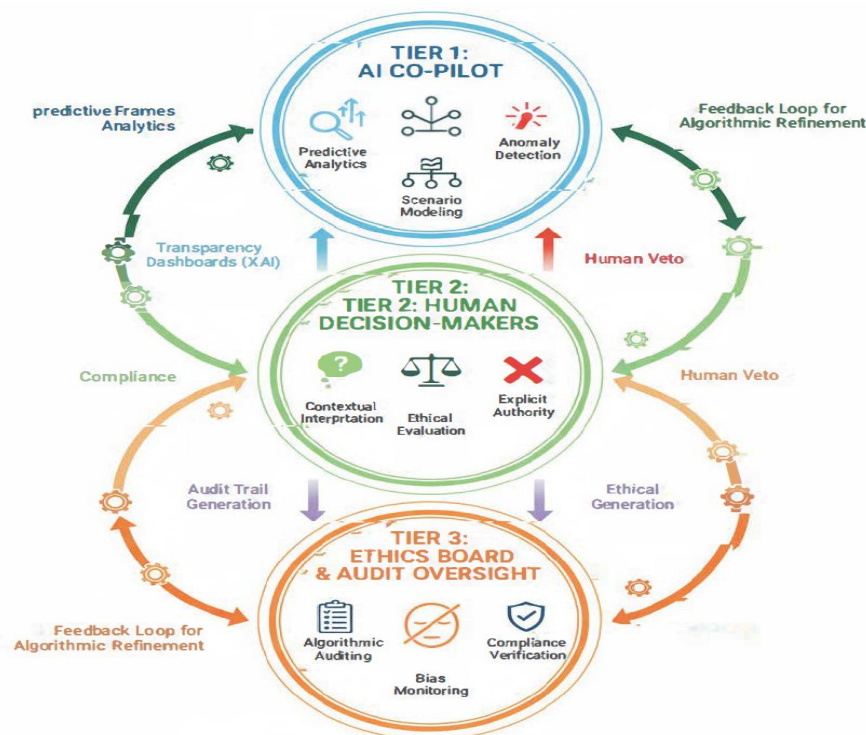 TIER 1:
AI CO-PILOT
predictive Frames
Analytics
Feedback Loop for
Algorithmic Refinement
Predictive
Analytics
Anomaly
Detection
Scenario
Modeling
Transparency
Dashboards (XAI)
Human Veto
TIER 2:
TIER 2: HUMAN
DECISION-MAKERS
?
Compliance
Human Veto
Contextual
Interprtation
Ethical
Evaluation
Explicit
Authority
Audit Trail
Generation
Ethical
Generation
TIER 3:
ETHICS BOARD
& AUDIT OVERSIGHT
Feedback Loop for
Algorithmic Refinement
Algorithmic
Auditing
Compliance
Verification
Bias
Monitoring